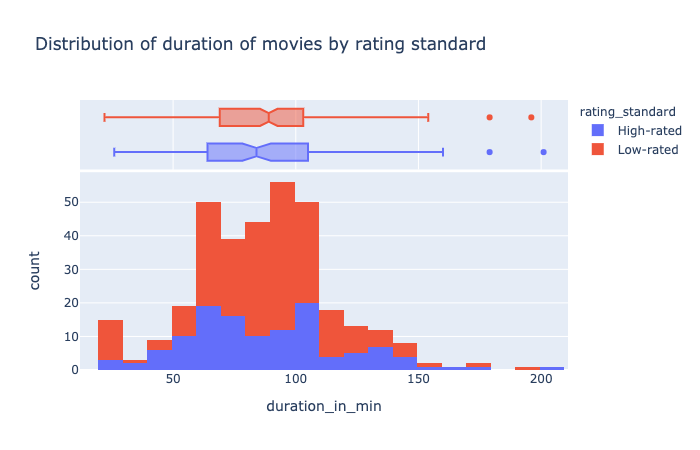 Distribution of duration of movies by rating standard
rating_standard
High-rated
Low-rated
50
40
30
20
10
0
count
50
100
150
200
duration_in_min